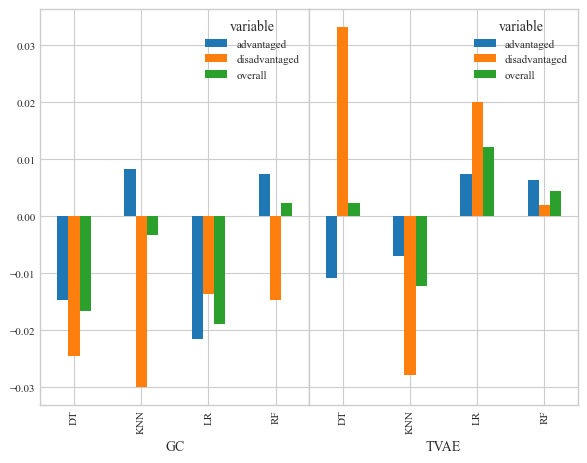 variable
advantaged
disadvantaged
overall
variable
advantaged
disadvantaged
overall
0.03
0.02
0.01
0.00
−0.01
−0.02
−0.03
DT
KNN
LR
RF
DT
KNN
LR
RF
GC
TVAE